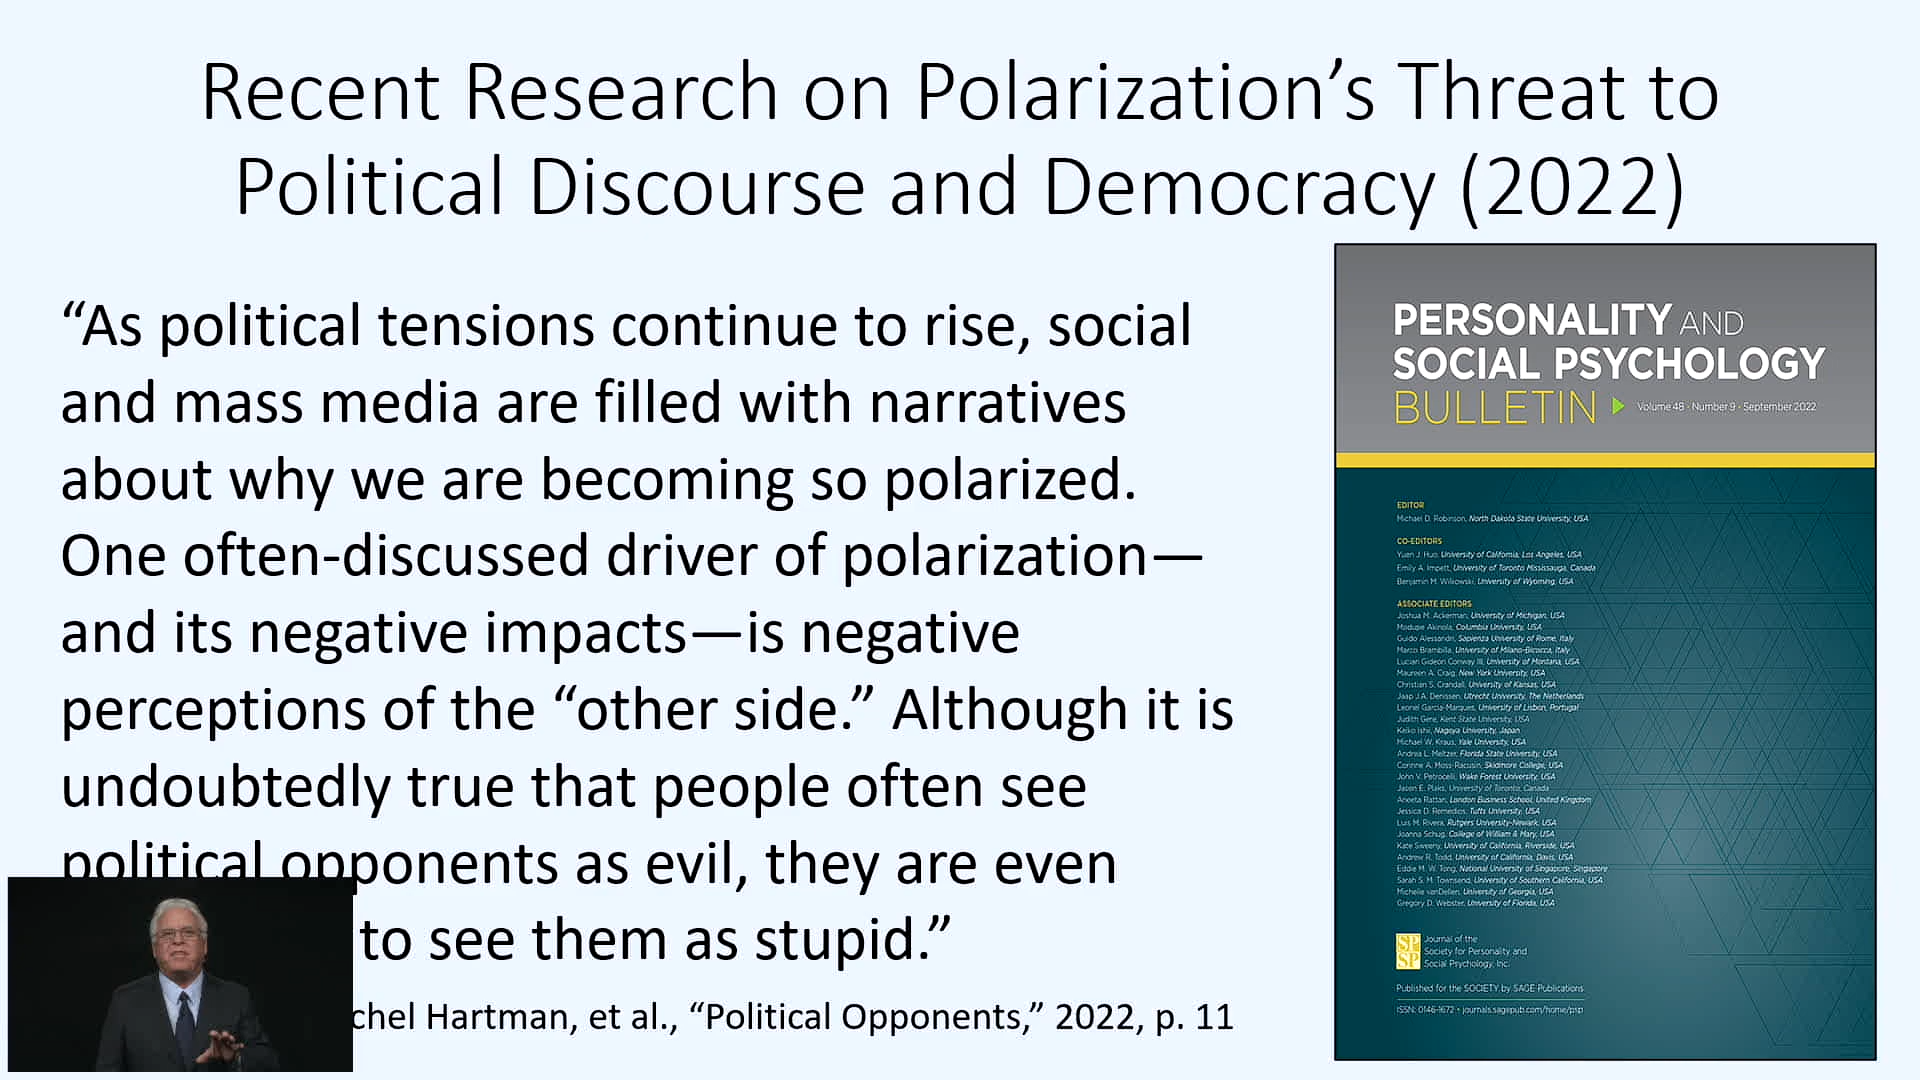 Recent Research on Polarization’s Threat to
Political Discourse and Democracy (2022)
“As political tensions continue to rise, social
and mass media are filled with narratives
about why we are becoming so polarized.
One often-discussed driver of polarization—
and its negative impacts—is negative
perceptions of the “other side.” Although it is
undoubtedly true that people often see
political opponents as evil, they are even
to see them as stupid.”
chel Hartman, et al., “Political Opponents,” 2022, p. 11
PERSONALITY AND
SOCIAL PSYCHOLOGY
BULLETIN Volume 48 · Number 9 · September 2022
EDITOR
Michael D. Robinson, North Dakota State University, USA
CO-EDITORS
Yuen J. Huo, University of California, Los Angeles, USA
Emily A. Impett, University of Toronto Mississauga, Canada
Benjamin M. Wilkowski, University of Wyoming, USA
ASSOCIATE EDITORS
Joshua M. Ackerman, University of Michigan, USA
Modupe Akinola, Columbia University, USA
Guido Alessandri, Sapienza University of Rome, Italy
Marco Brambilla, University of Milano-Bicocca, Italy
Lucian Gideon Conway III, University of Montana, USA
Maureen A. Craig, New York University, USA
Christian S. Crandall, University of Kansas, USA
Jaap J.A. Denissen, Utrecht University, The Netherlands
Leonel Garcia-Marques, University of Lisbon, Portugal
Judith Gere, Kent State University, USA
Keiko Ishii, Nagoya University, Japan
Michael W. Kraus, Yale University, USA
Andrea L. Meltzer, Florida State University, USA
Corinne A. Moss-Racusin, Skidmore College, USA
John V. Petrocelli, Wake Forest University, USA
Jason E. Plaks, University of Toronto, Canada
Aneeta Rattan, London Business School, United Kingdom
Jessica D. Remedios, Tufts University, USA
Luis M. Rivera, Rutgers University-Newark, USA
Joanna Schug, College of William & Mary, USA
Kate Sweeny, University of California, Riverside, USA
Andrew R. Todd, University of California, Davis, USA
Eddie M. W. Tong, National University of Singapore, Singapore
Sarah S. M. Townsend, University of Southern California, USA
Michelle vanDellen, University of Georgia, USA
Gregory D. Webster, University of Florida, USA
SPSP
Journal of the
Society for Personality and
Social Psychology, Inc.
Published for the SOCIETY by SAGE Publications
ISSN: 0146-1672 • journals.sagepub.com/home/psp